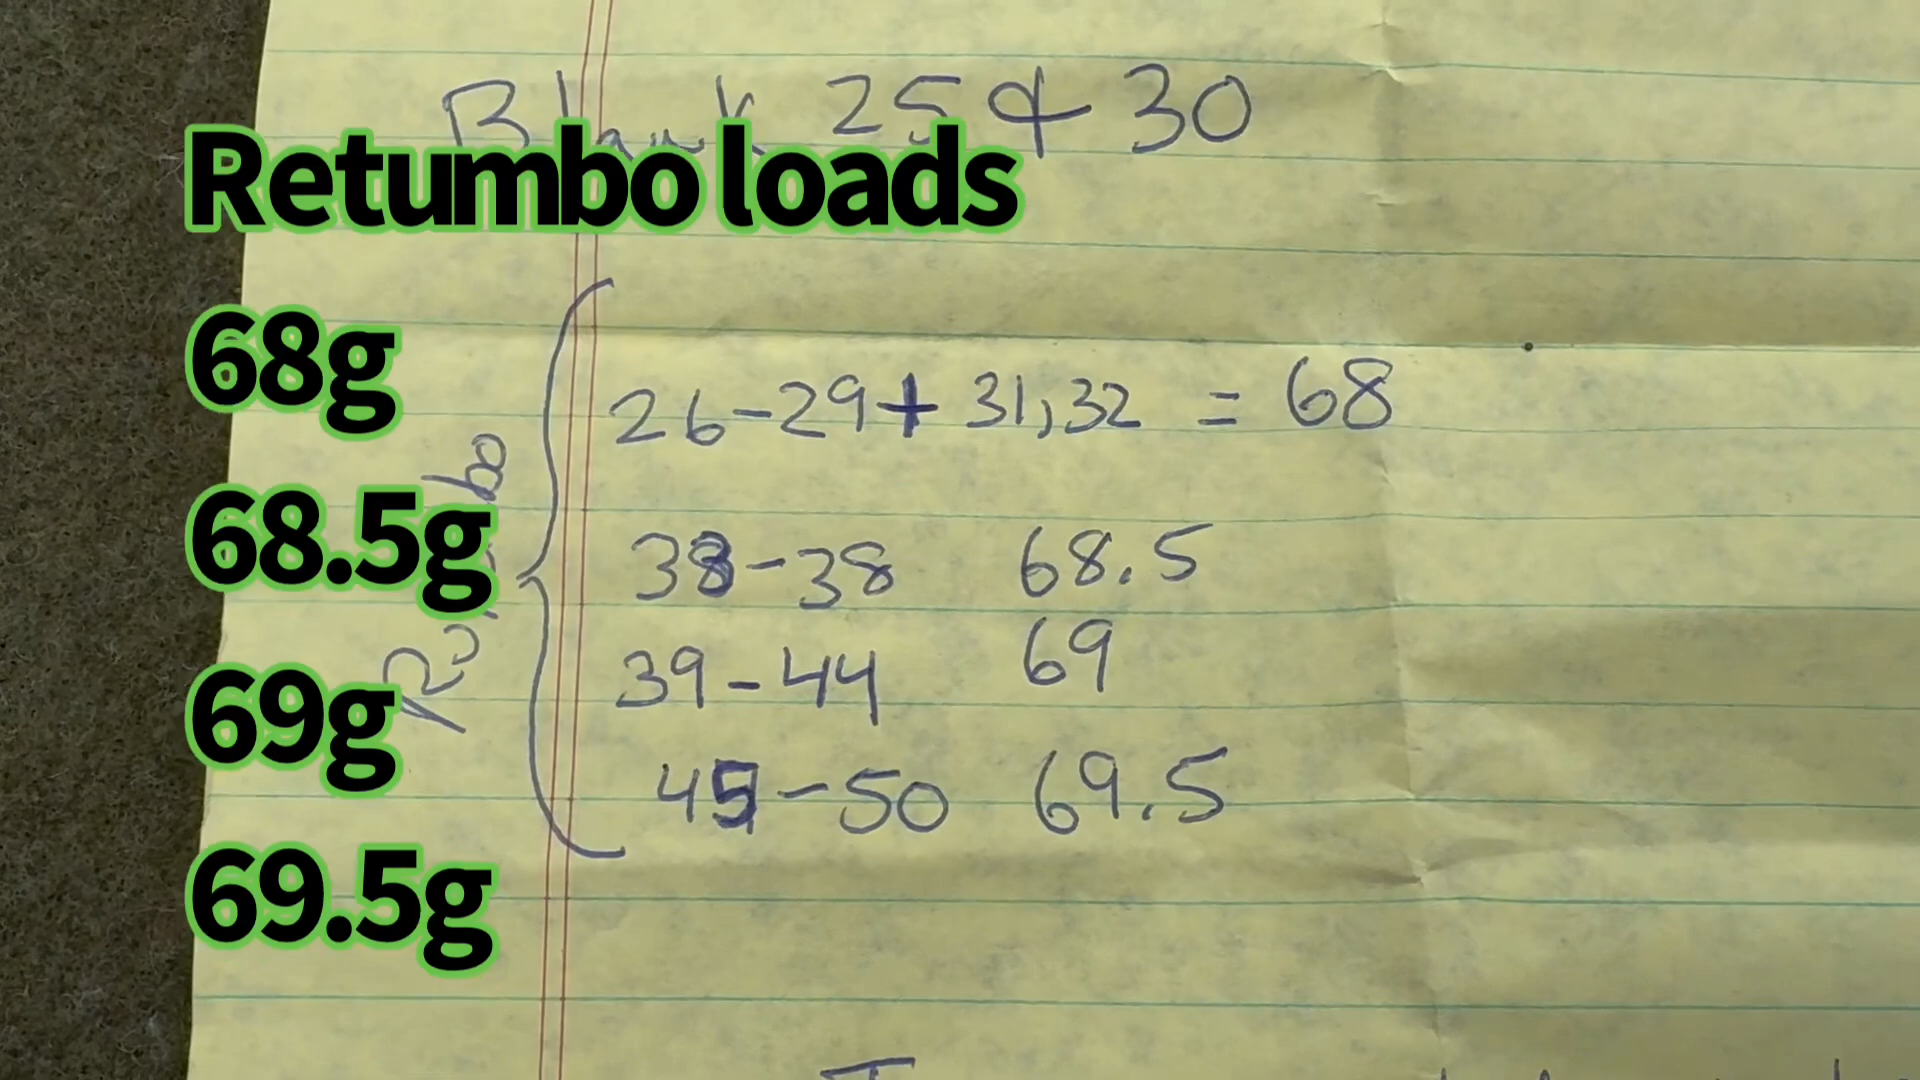 Blank 25 & 30
Retumbo loads
68g
26-29+ 31,32 = 68
68.5g
33-38 68.5
69g
39-44 69
45-50 69.5
69.5g